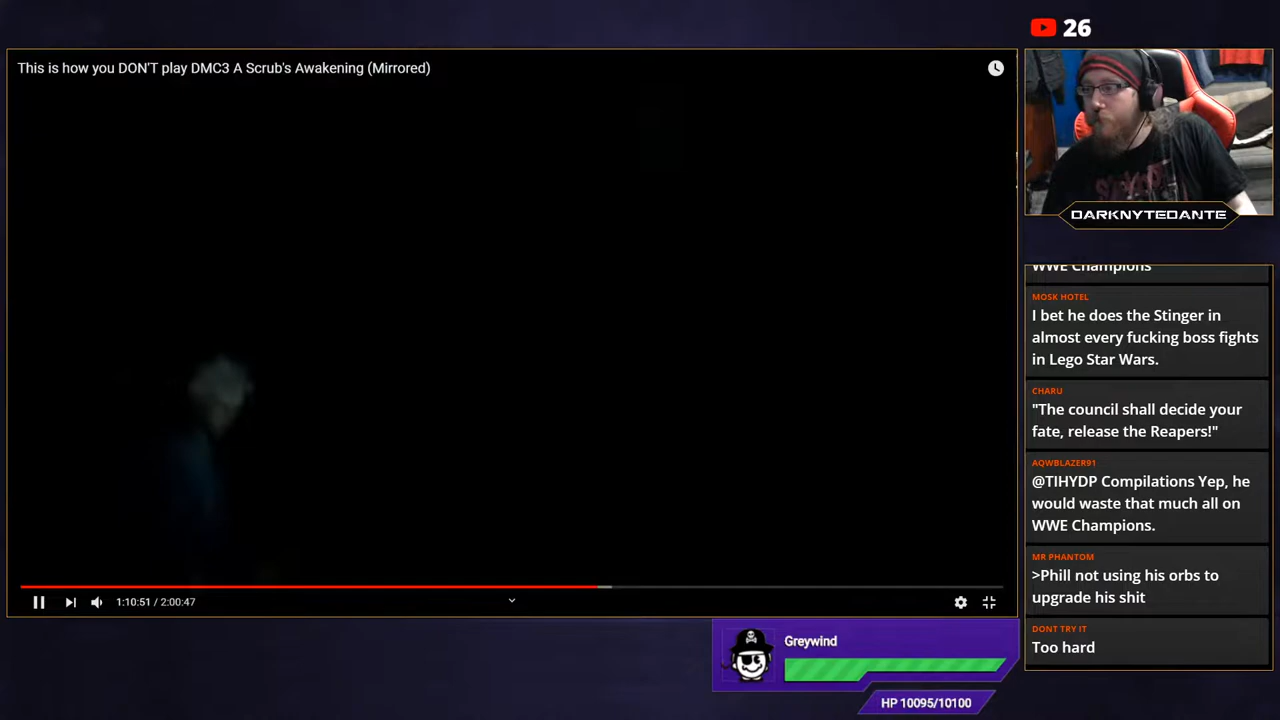 26
This is how you DON'T play DMC3 A Scrub's Awakening (Mirrored)
DARKNYTEDANTE
WWE Champions
MOSK HOTEL
I bet he does the Stinger in
almost every fucking boss fights
in Lego Star Wars.
CHARU
"The council shall decide your
fate, release the Reapers!"
AQWBLAZER91
@TIHYDP Compilations Yep, he
would waste that much all on
WWE Champions.
MR PHANTOM
>Phill not using his orbs to
upgrade his shit
DONT TRY IT
Too hard
1:10:51 / 2:00:47
Greywind
HP 10095/10100